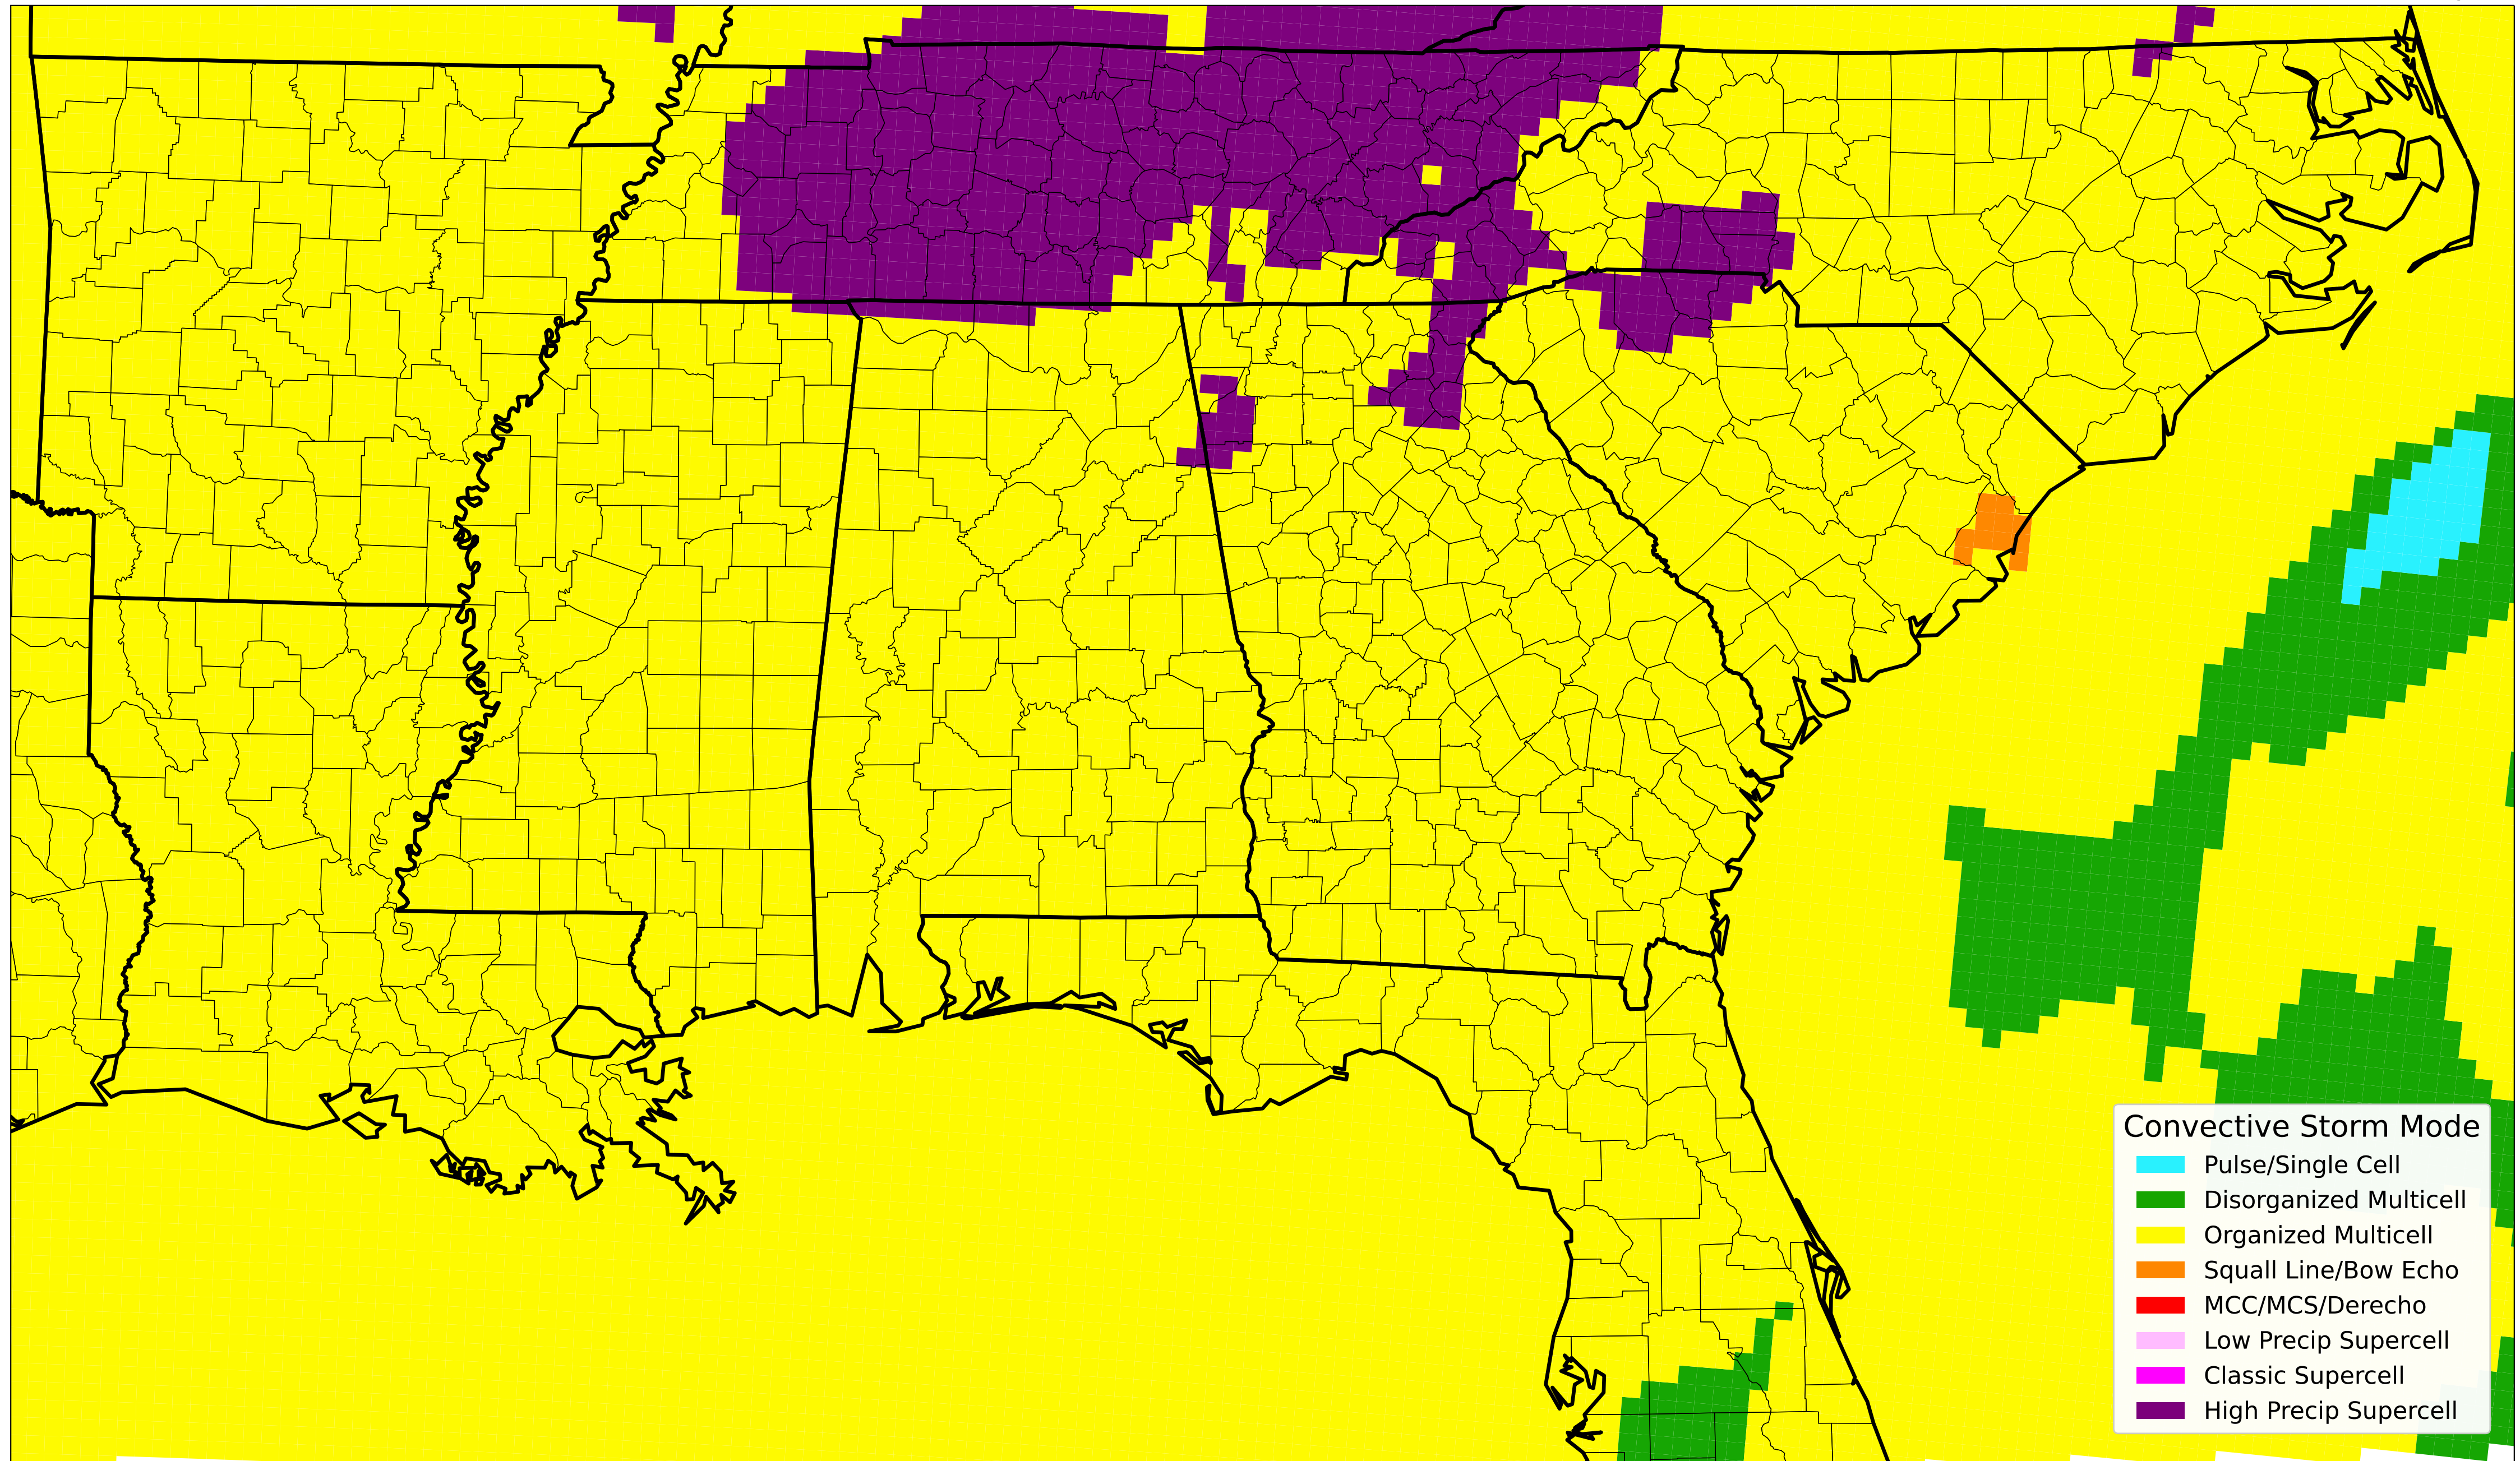 Convective Storm Mode
Pulse/Single Cell
Disorganized Multicell
Organized Multicell
Squall Line/Bow Echo
MCC/MCS/Derecho
Low Precip Supercell
Classic Supercell
High Precip Supercell